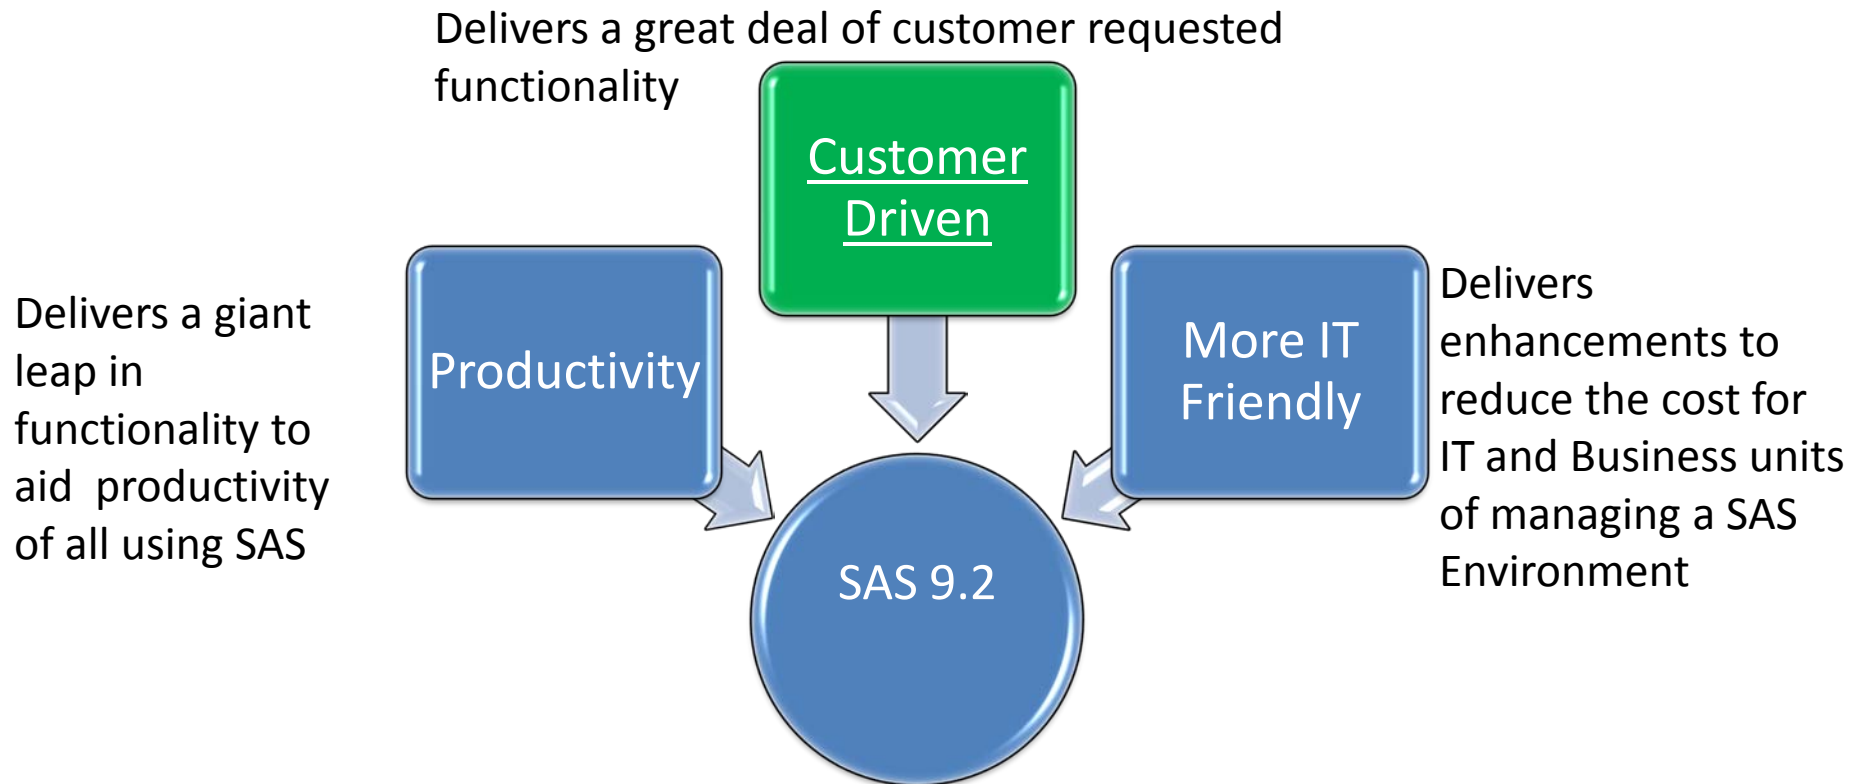 Delivers a great deal of customer requested
functionality
Customer
Driven
Delivers a giant
leap in
functionality to
aid  productivity
of all using SAS
Productivity
More IT
Friendly
Delivers
enhancements to
reduce the cost for
IT and Business units
of managing a SAS
Environment
SAS 9.2